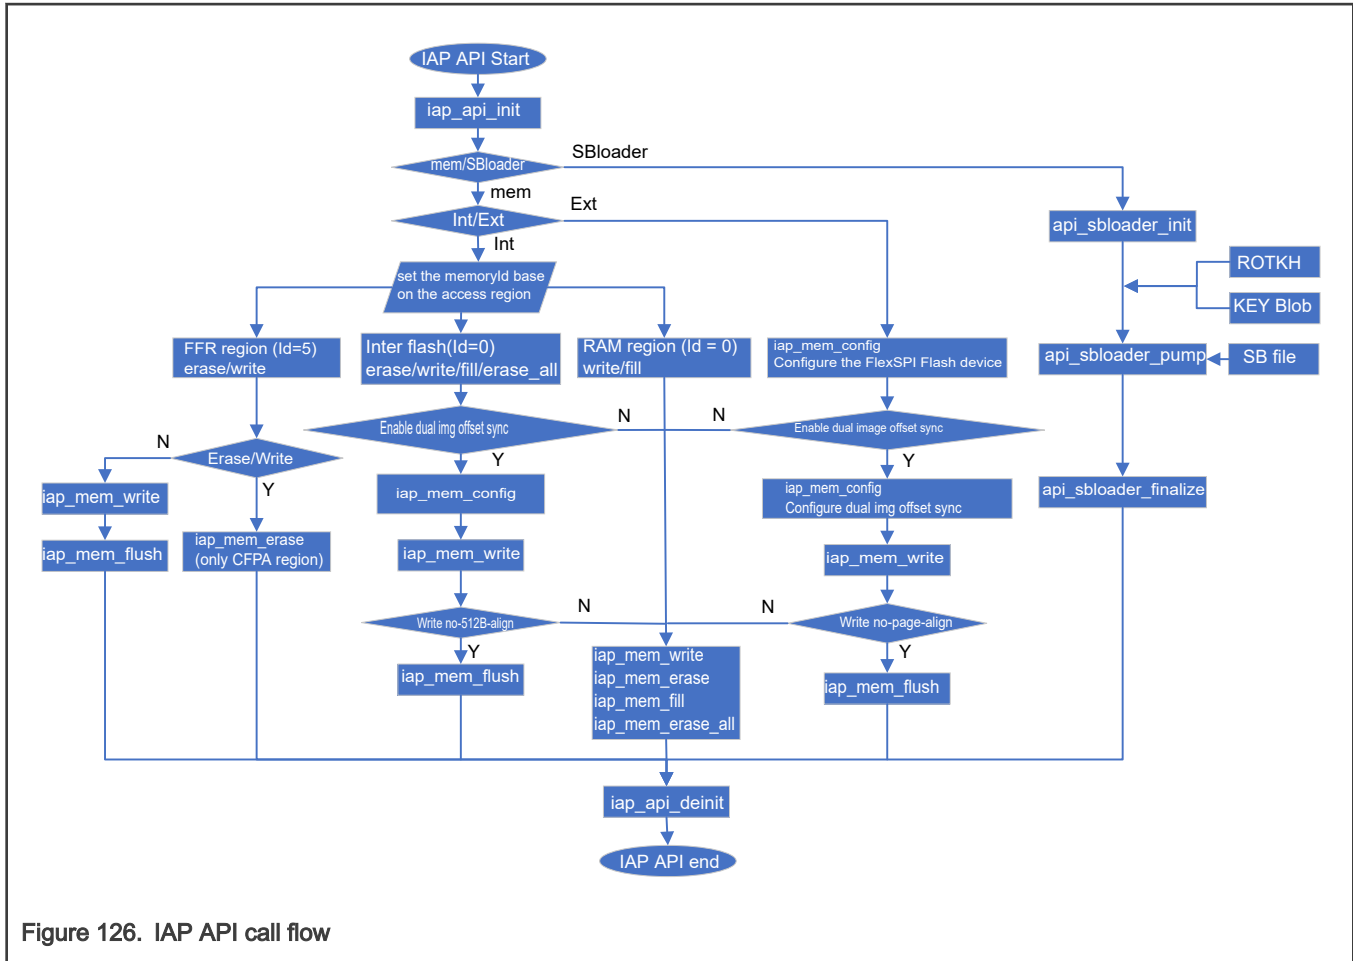 IAP API Start
iap_api_init
mem/SBloader
SBloader
mem
Int/Ext
Ext
Int
set the memoryId base
on the access region
api_sbloader_init
ROTKH
KEY Blob
FFR region (Id=5)
erase/write
Inter flash(Id=0)
erase/write/fill/erase_all
RAM region (Id = 0)
write/fill
iap_mem_config
Configure the FlexSPI Flash device
api_sbloader_pump
SB file
Enable dual img offset sync
N
N
Enable dual image offset sync
N
Erase/Write
Y
Y
Y
iap_mem_write
iap_mem_config
iap_mem_config
Configure dual img offset sync
api_sbloader_finalize
iap_mem_flush
iap_mem_erase
(only CFPA region)
iap_mem_write
iap_mem_write
Write no-512B-align
N
N
Write no-page-align
Y
Y
iap_mem_flush
iap_mem_write
iap_mem_erase
iap_mem_fill
iap_mem_erase_all
iap_mem_flush
iap_api_deinit
IAP API end
Figure 126. IAP API call flow